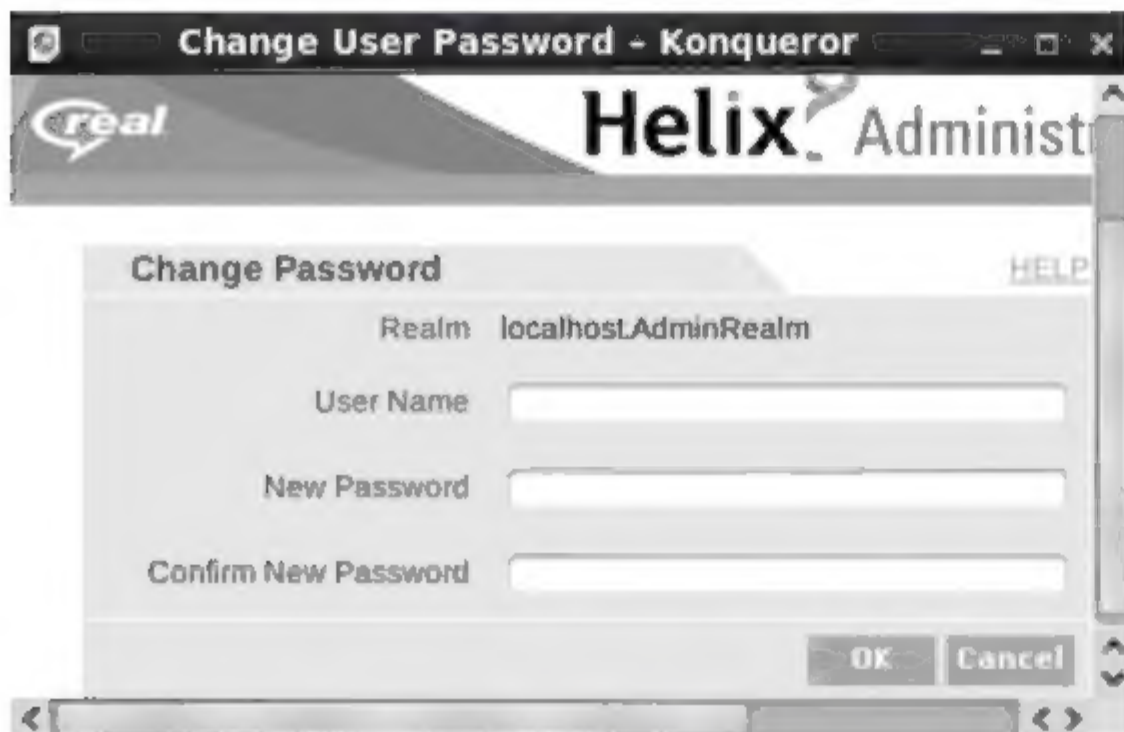 Change User Password - Konqueror
real
Helix Administ
Change Password
HELP
Realm localhost.AdminRealm
User Name
New Password
Confirm New Password
OK Cancel